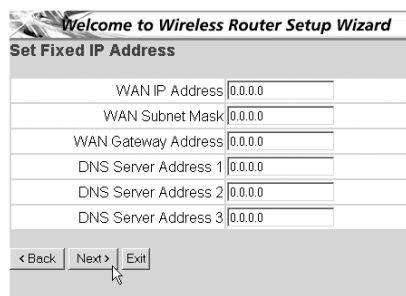 Welcome to Wireless Router Setup Wizard
Set Fixed IP Address
WAN IP Address 0.0.0.0
WAN Subnet Mask 0.0.0.0
WAN Gateway Address 0.0.0.0
DNS Server Address 1 0.0.0.0
DNS Server Address 2 0.0.0.0
DNS Server Address 3 0.0.0.0
< Back Next > Exit